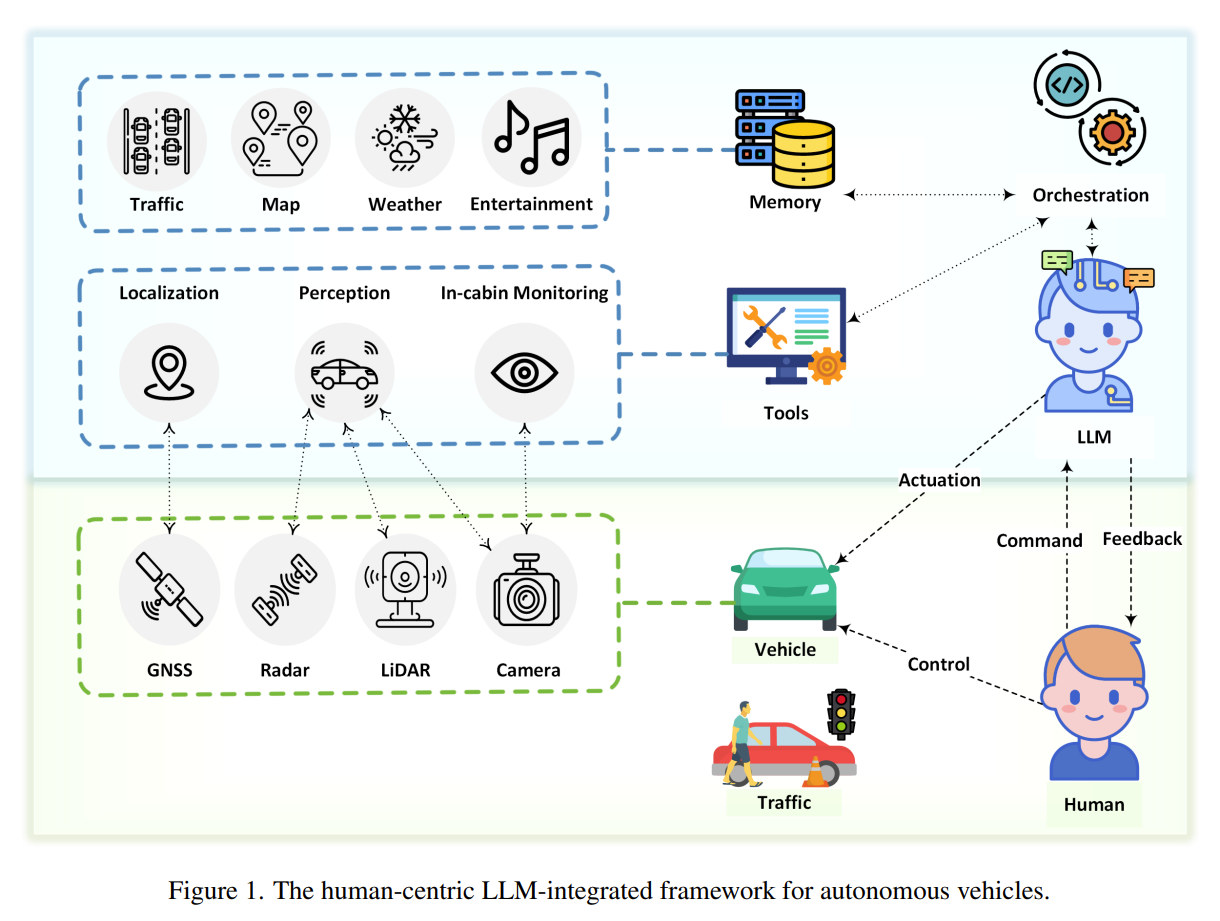 </>
Traffic
Map
Weather
Entertainment
Memory
Orchestration
Localization
Perception
In-cabin Monitoring
Tools
LLM
Actuation
Command
Feedback
GNSS
Radar
LiDAR
Camera
Vehicle
Control
Traffic
Human
Figure 1. The human-centric LLM-integrated framework for autonomous vehicles.